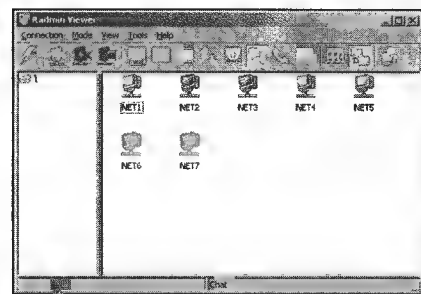 Radmin Viewer
Connection Mode View Tools Help
1
NET1 NET2 NET3 NET4 NET5
NET6 NET7
Chat